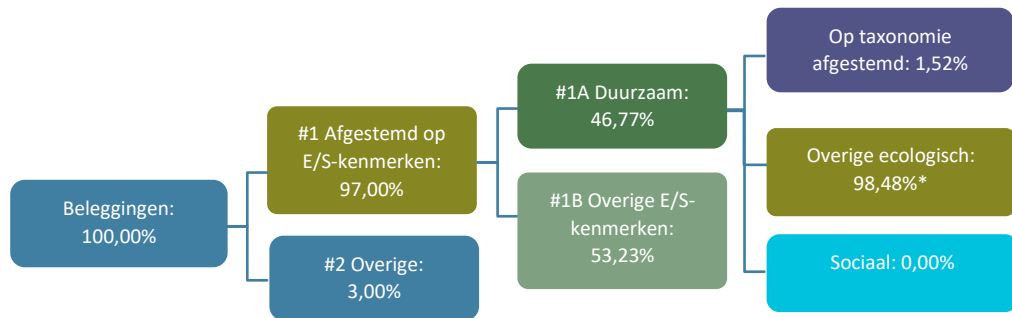 Beleggingen:
100,00%
#1 Afgestemd op
E/S-kenmerken:
97,00%
#2 Overige:
3,00%
#1A Duurzaam:
46,77%
#1B Overige E/S-
kenmerken:
53,23%
Op taxonomie
afgestemd: 1,52%
Overige ecologisch:
98,48%*
Sociaal: 0,00%